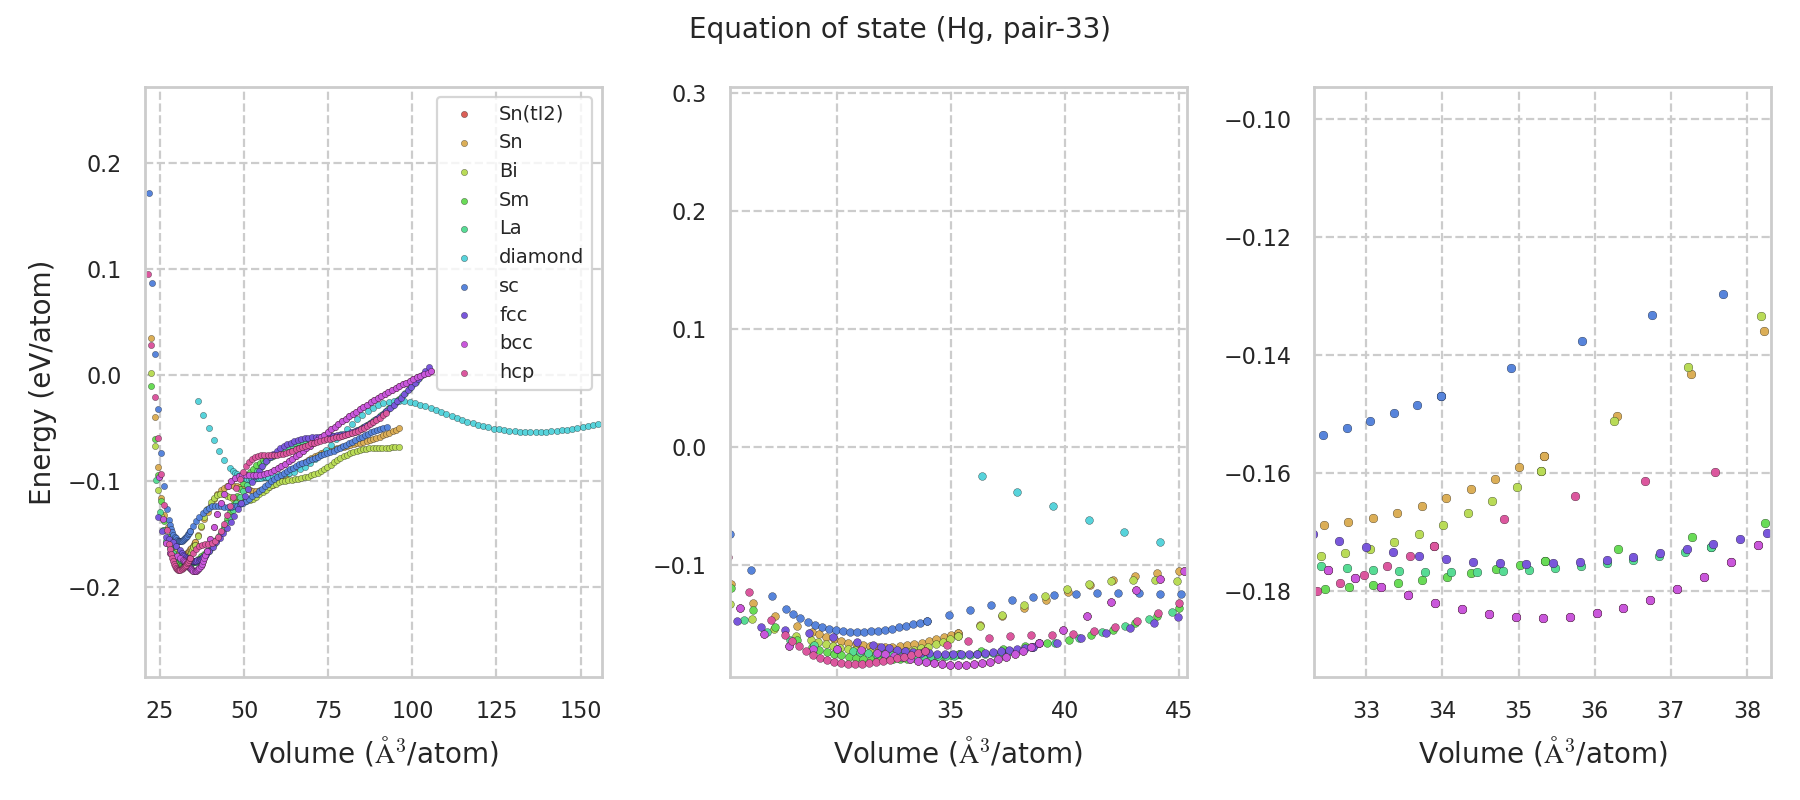 Equation of state (Hg, pair-33)
Energy (eV/atom)
0.2
0.1
0.0
−0.1
−0.2
25
50
75
100
125
150
Volume (Å³/atom)
Sn(tI2)
Sn
Bi
Sm
La
diamond
sc
fcc
bcc
hcp
0.3
0.2
0.1
0.0
−0.1
30
35
40
45
Volume (Å³/atom)
−0.10
−0.12
−0.14
−0.16
−0.18
33
34
35
36
37
38
Volume (Å³/atom)